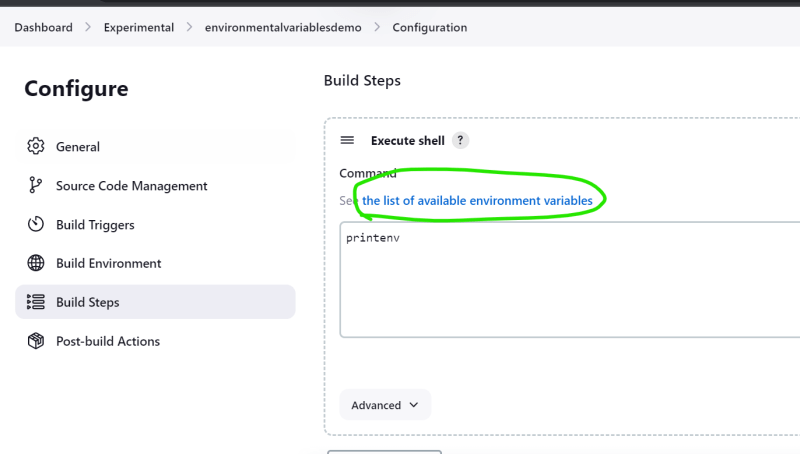 Dashboard > Experimental > environmentalvariablesdemo > Configuration
Configure
General
Source Code Management
Build Triggers
Build Environment
Build Steps
Post-build Actions
Build Steps
Execute shell ?
Command
See the list of available environment variables
printenv
Advanced